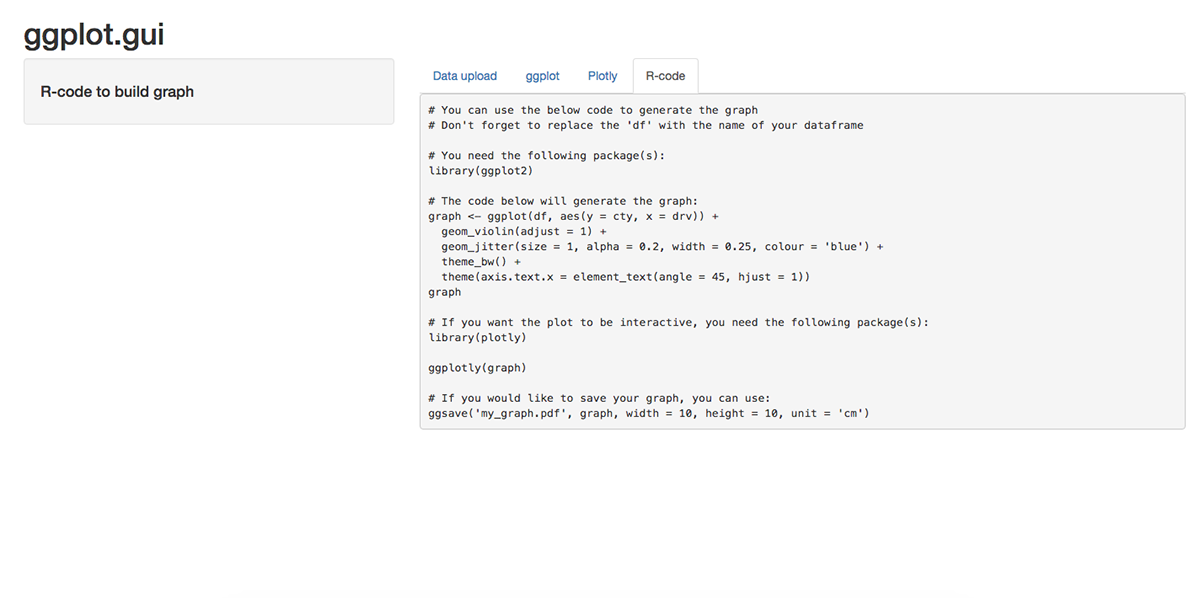 ggplot.gui
R-code to build graph
Data upload ggplot Plotly R-code
# You can use the below code to generate the graph
# Don't forget to replace the 'df' with the name of your dataframe
# You need the following package(s):
library(ggplot2)
# The code below will generate the graph:
graph <- ggplot(df, aes(y = cty, x = drv)) +
  geom_violin(adjust = 1) +
  geom_jitter(size = 1, alpha = 0.2, width = 0.25, colour = 'blue') +
  theme_bw() +
  theme(axis.text.x = element_text(angle = 45, hjust = 1))
graph
# If you want the plot to be interactive, you need the following package(s):
library(plotly)
ggplotly(graph)
# If you would like to save your graph, you can use:
ggsave('my_graph.pdf', graph, width = 10, height = 10, unit = 'cm')